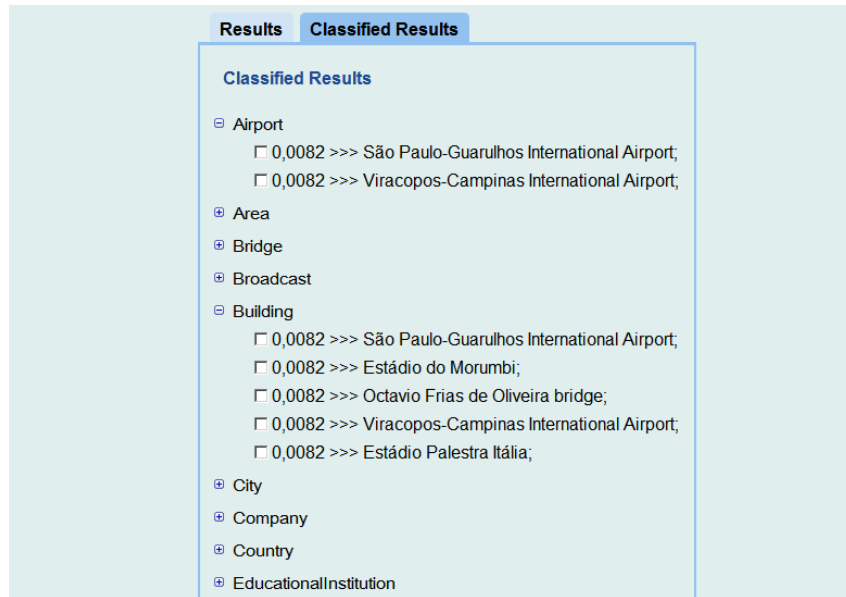 Results Classified Results
Classified Results
Airport
0,0082 >>> São Paulo-Guarulhos International Airport;
0,0082 >>> Viracopos-Campinas International Airport;
Area
Bridge
Broadcast
Building
0,0082 >>> São Paulo-Guarulhos International Airport;
0,0082 >>> Estádio do Morumbi;
0,0082 >>> Octavio Frias de Oliveira bridge;
0,0082 >>> Viracopos-Campinas International Airport;
0,0082 >>> Estádio Palestra Itália;
City
Company
Country
EducationalInstitution